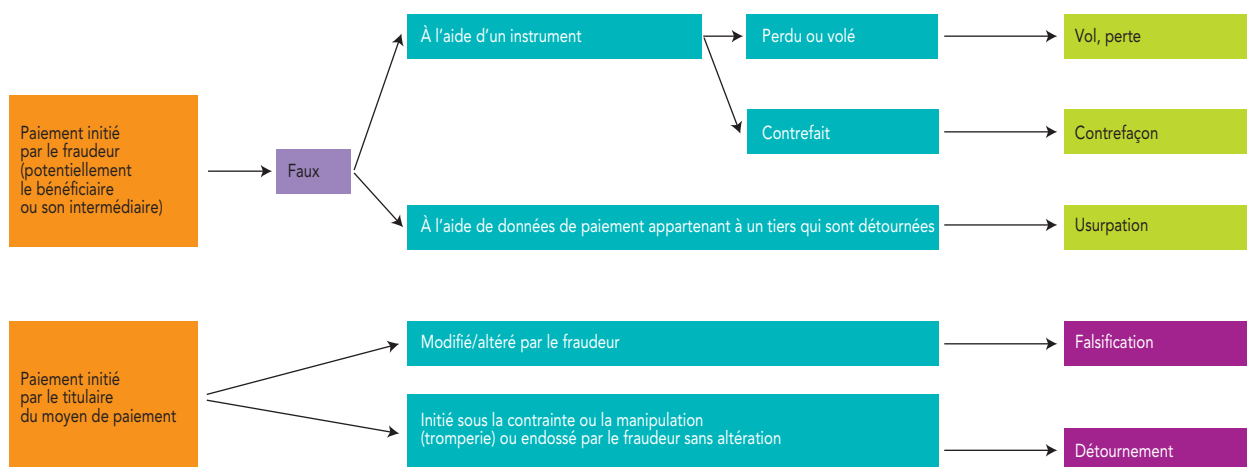 À l’aide d’un instrument
Perdu ou volé
Vol, perte
Paiement initié
par le fraudeur
(potentiellement
le bénéficiaire
ou son intermédiaire)
Faux
Contrefait
Contrefaçon
À l’aide de données de paiement appartenant à un tiers qui sont détournées
Usurpation
Paiement initié
par le titulaire
du moyen de paiement
Modifié/altéré par le fraudeur
Falsification
Initié sous la contrainte ou la manipulation
(tromperie) ou endossé par le fraudeur sans altération
Détournement